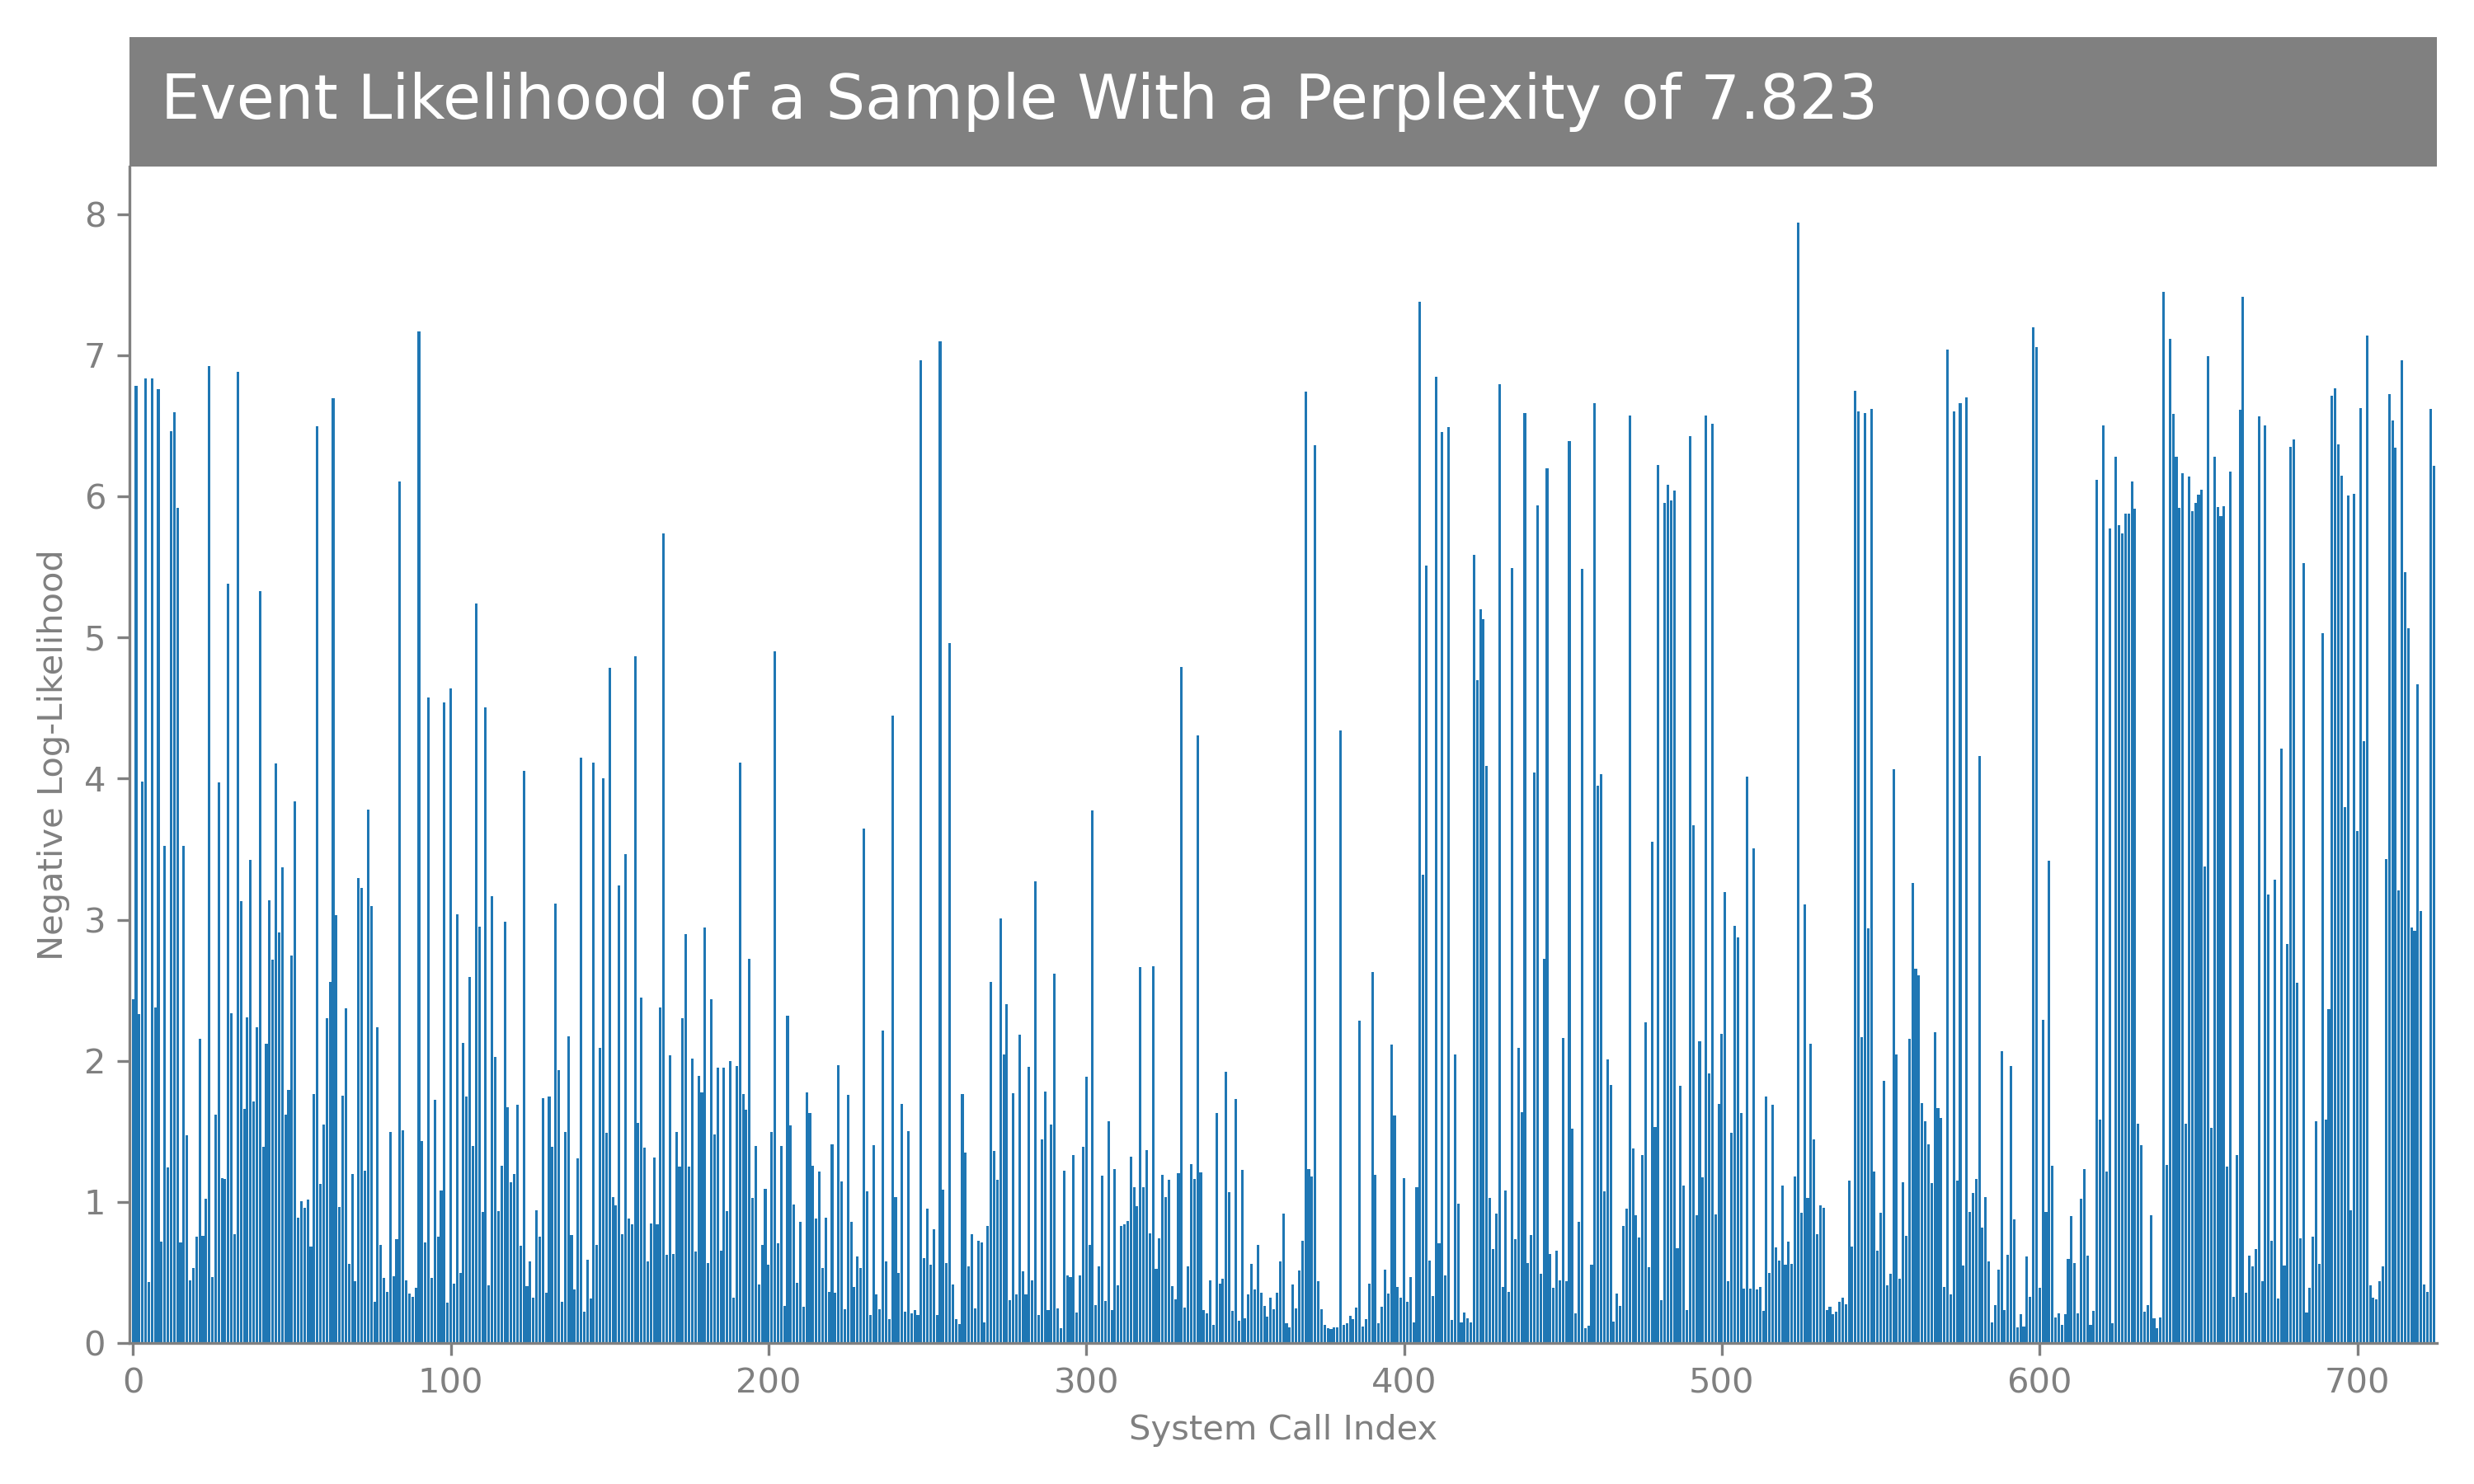 Event Likelihood of a Sample With a Perplexity of 7.823
8
7
6
5
4
3
2
1
0
Negative Log-Likelihood
0 100 200 300 400 500 600 700
System Call Index